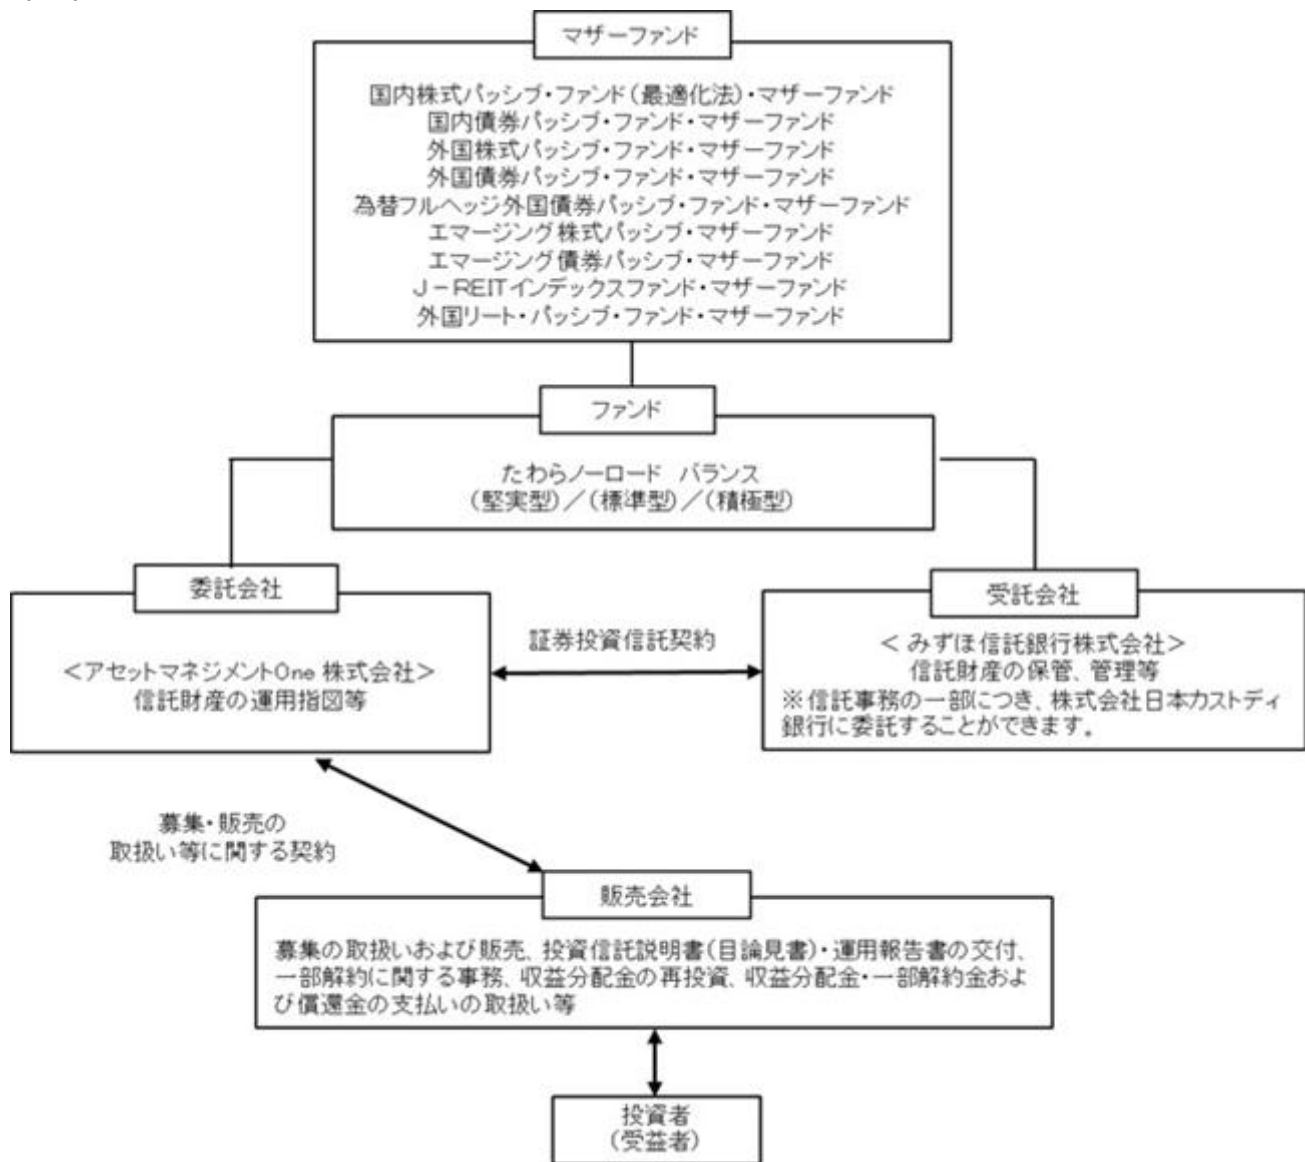 マザーファンド
国内株式パッシブ・ファンド(最適化法)・マザーファンド
国内債券パッシブ・ファンド・マザーファンド
外国株式パッシブ・ファンド・マザーファンド
外国債券パッシブ・ファンド・マザーファンド
為替フルヘッジ外国債券パッシブ・ファンド・マザーファンド
エマージング株式パッシブ・マザーファンド
エマージング債券パッシブ・マザーファンド
J-REITインデックスファンド・マザーファンド
外国リート・パッシブ・ファンド・マザーファンド
ファンド
たわらノーロード バランス
(堅実型)/(標準型)/(積極型)
委託会社
<アセットマネジメントOne 株式会社>
信託財産の運用指図等
証券投資信託契約
受託会社
<みずほ信託銀行株式会社>
信託財産の保管、管理等
※信託事務の一部につき、株式会社日本カストディ
銀行に委託することができます。
募集・販売の
取扱い等に関する契約
販売会社
募集の取扱いおよび販売、投資信託説明書(目論見書)・運用報告書の交付、
一部解約に関する事務、収益分配金の再投資、収益分配金・一部解約金およ
び償還金の支払いの取扱い等
投資者
(受益者)